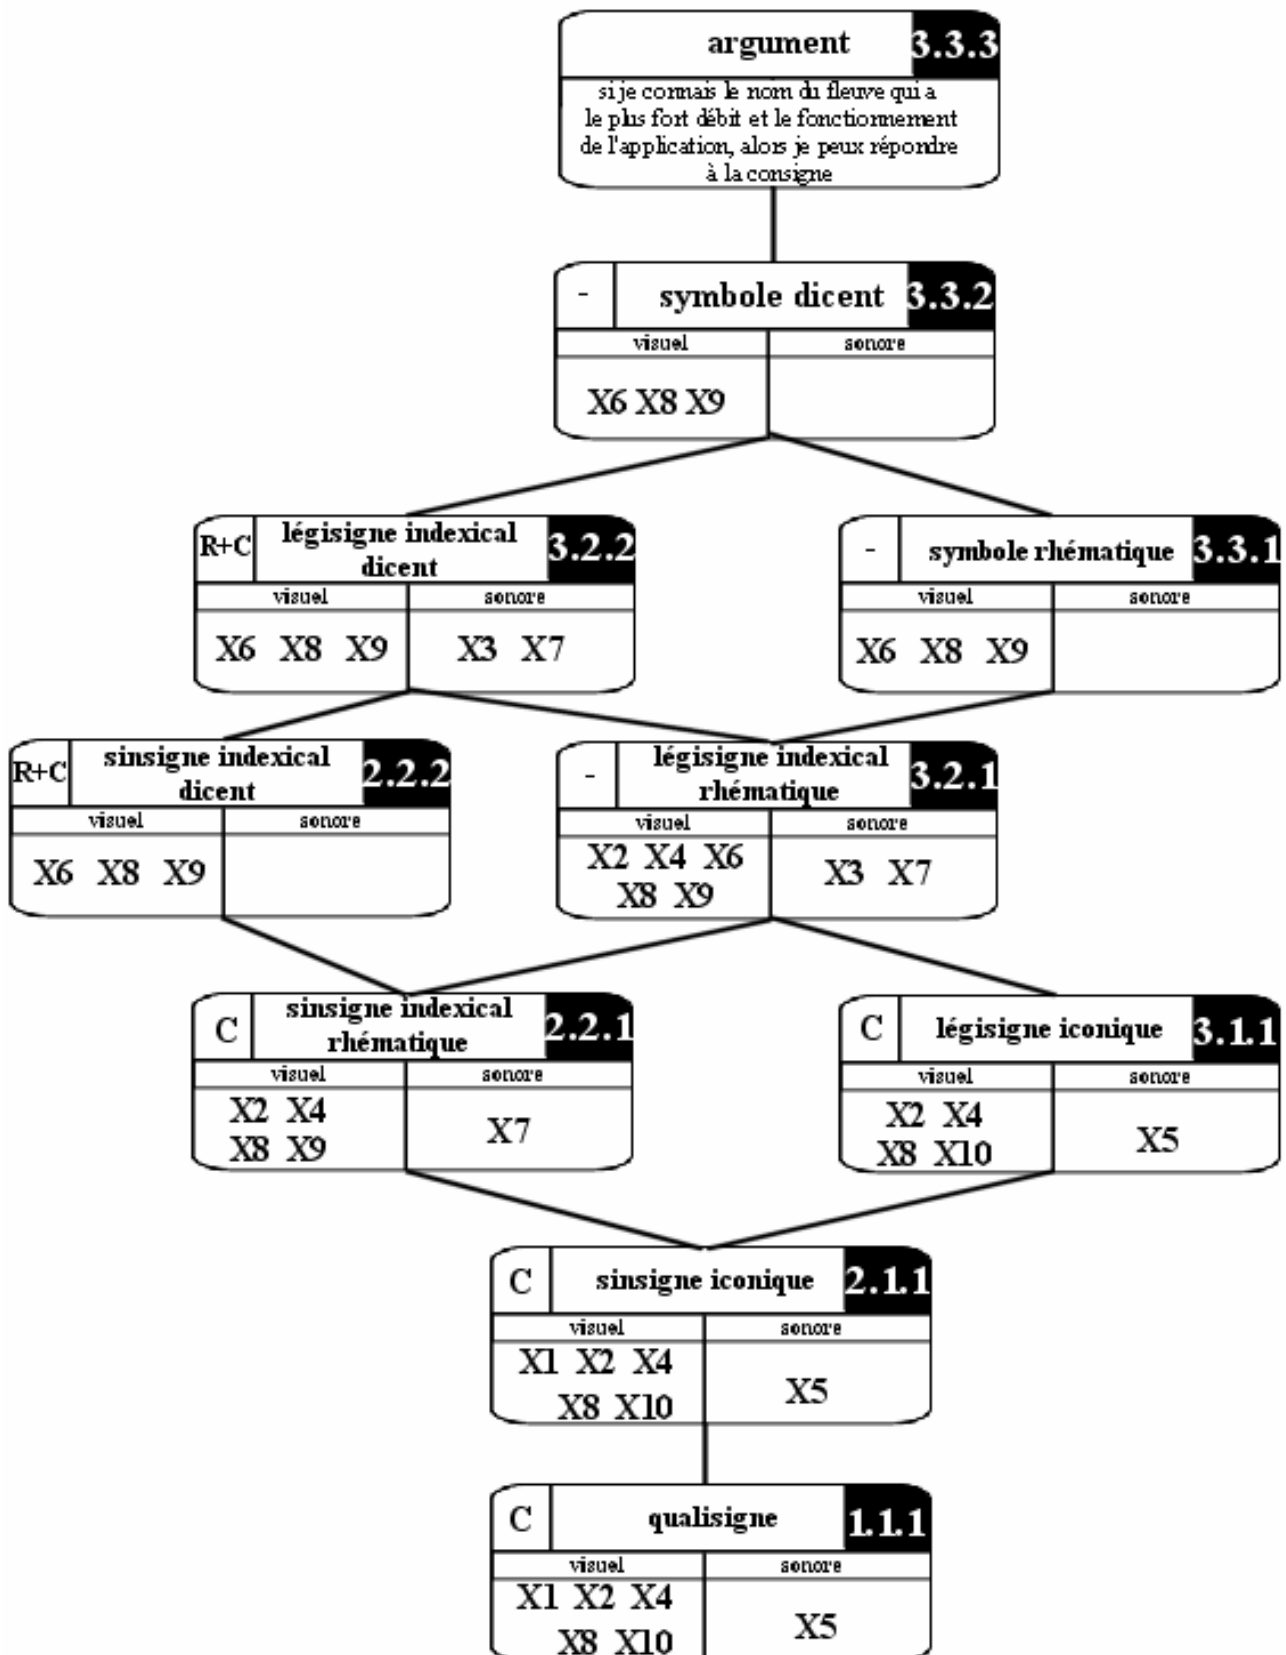 argument 3.3.3
si je connais le nom du fleuve qui a
le plus fort débit et le fonctionnement
de l'application, alors je peux répondre
à la consigne
- symbole dicent 3.3.2
visuel sonore
X6 X8 X9
R+C légisigne indexical
dicent 3.2.2
visuel sonore
X6 X8 X9 X3 X7
- symbole rhématique 3.3.1
visuel sonore
X6 X8 X9
R+C sinsigne indexical
dicent 2.2.2
visuel sonore
X6 X8 X9
- légisigne indexical
rhématique 3.2.1
visuel sonore
X2 X4 X6
X8 X9
X3 X7
C sinsigne indexical
rhématique 2.2.1
visuel sonore
X2 X4
X8 X9
X7
C légisigne iconique 3.1.1
visuel sonore
X2 X4
X8 X10
X5
C sinsigne iconique 2.1.1
visuel sonore
X1 X2 X4
X8 X10
X5
C qualisigne 1.1.1
visuel sonore
X1 X2 X4
X8 X10
X5